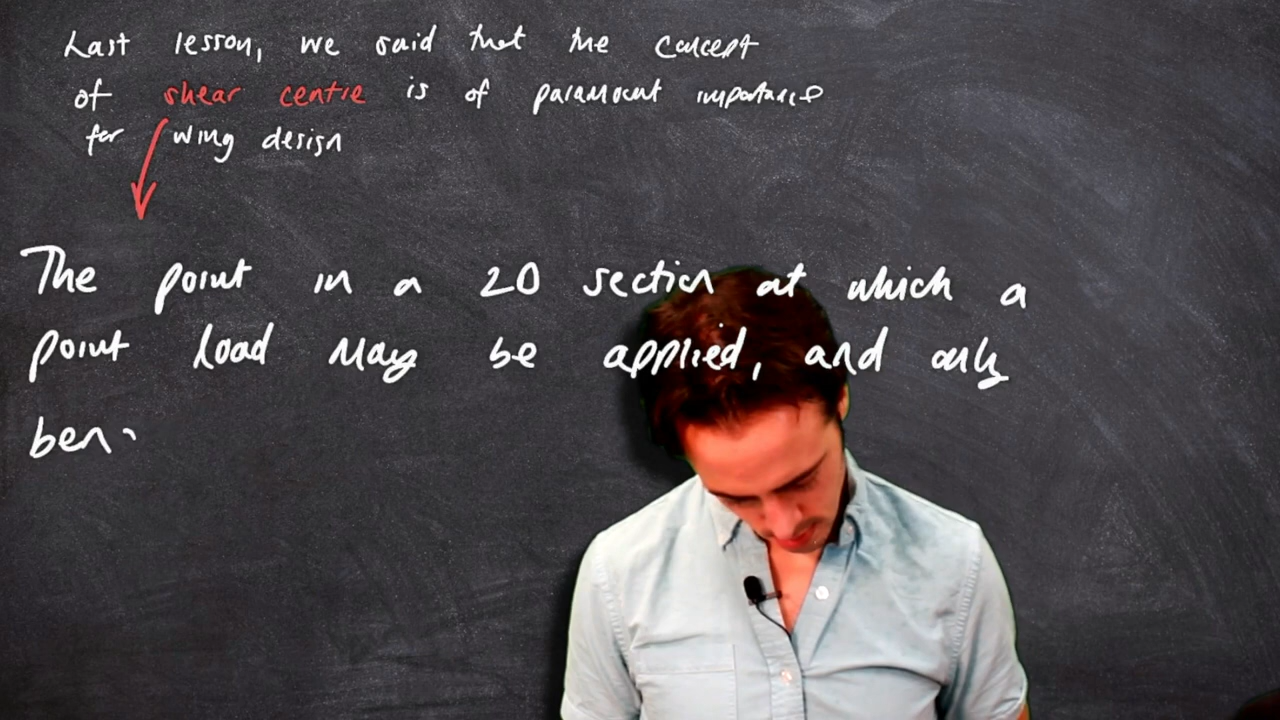 Last lesson, we said that the concept
of shear centre is of paramount importance
for wing design
The point in a 2D section at which a
point load may be applied, and only
ben